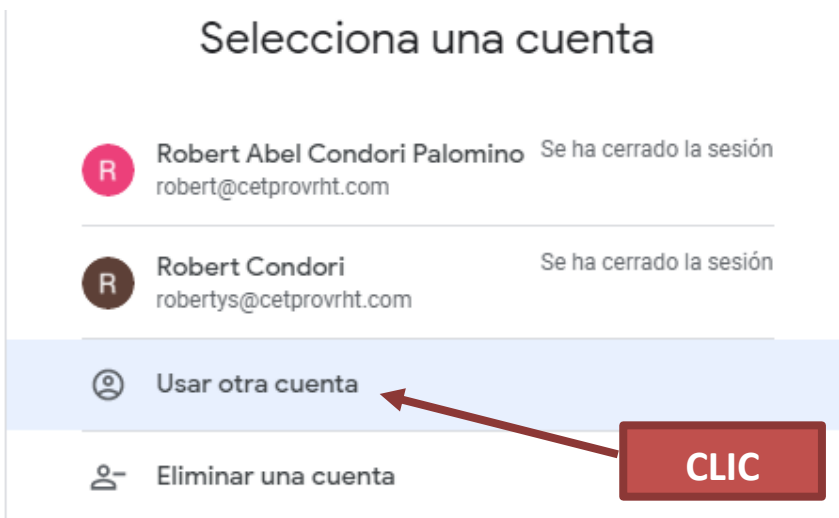 Selecciona una cuenta
R
Robert Abel Condori Palomino Se ha cerrado la sesión
robert@cetprovrht.com
R
Robert Condori Se ha cerrado la sesión
robertys@cetprovrht.com
Usar otra cuenta
CLIC
Eliminar una cuenta